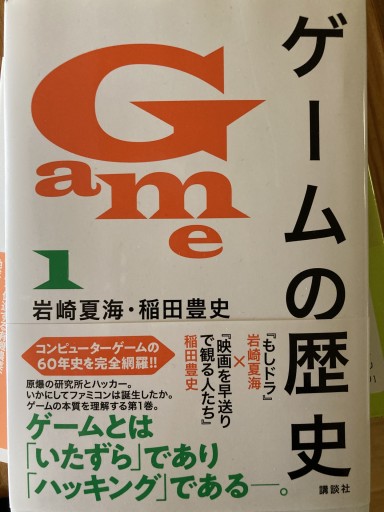 ゲームの歴史
Game
1
岩崎夏海・稲田豊史
『もしドラ』
岩崎夏海
×
『映画を早送り
で観る人たち』
稲田豊史
コンピューターゲームの
60年史を完全網羅!!
原爆の研究所とハッカー。
いかにしてファミコンは誕生したか。
ゲームの本質を理解する第1巻。
ゲームとは
「いたずら」であり
「ハッキング」である──。
講談社